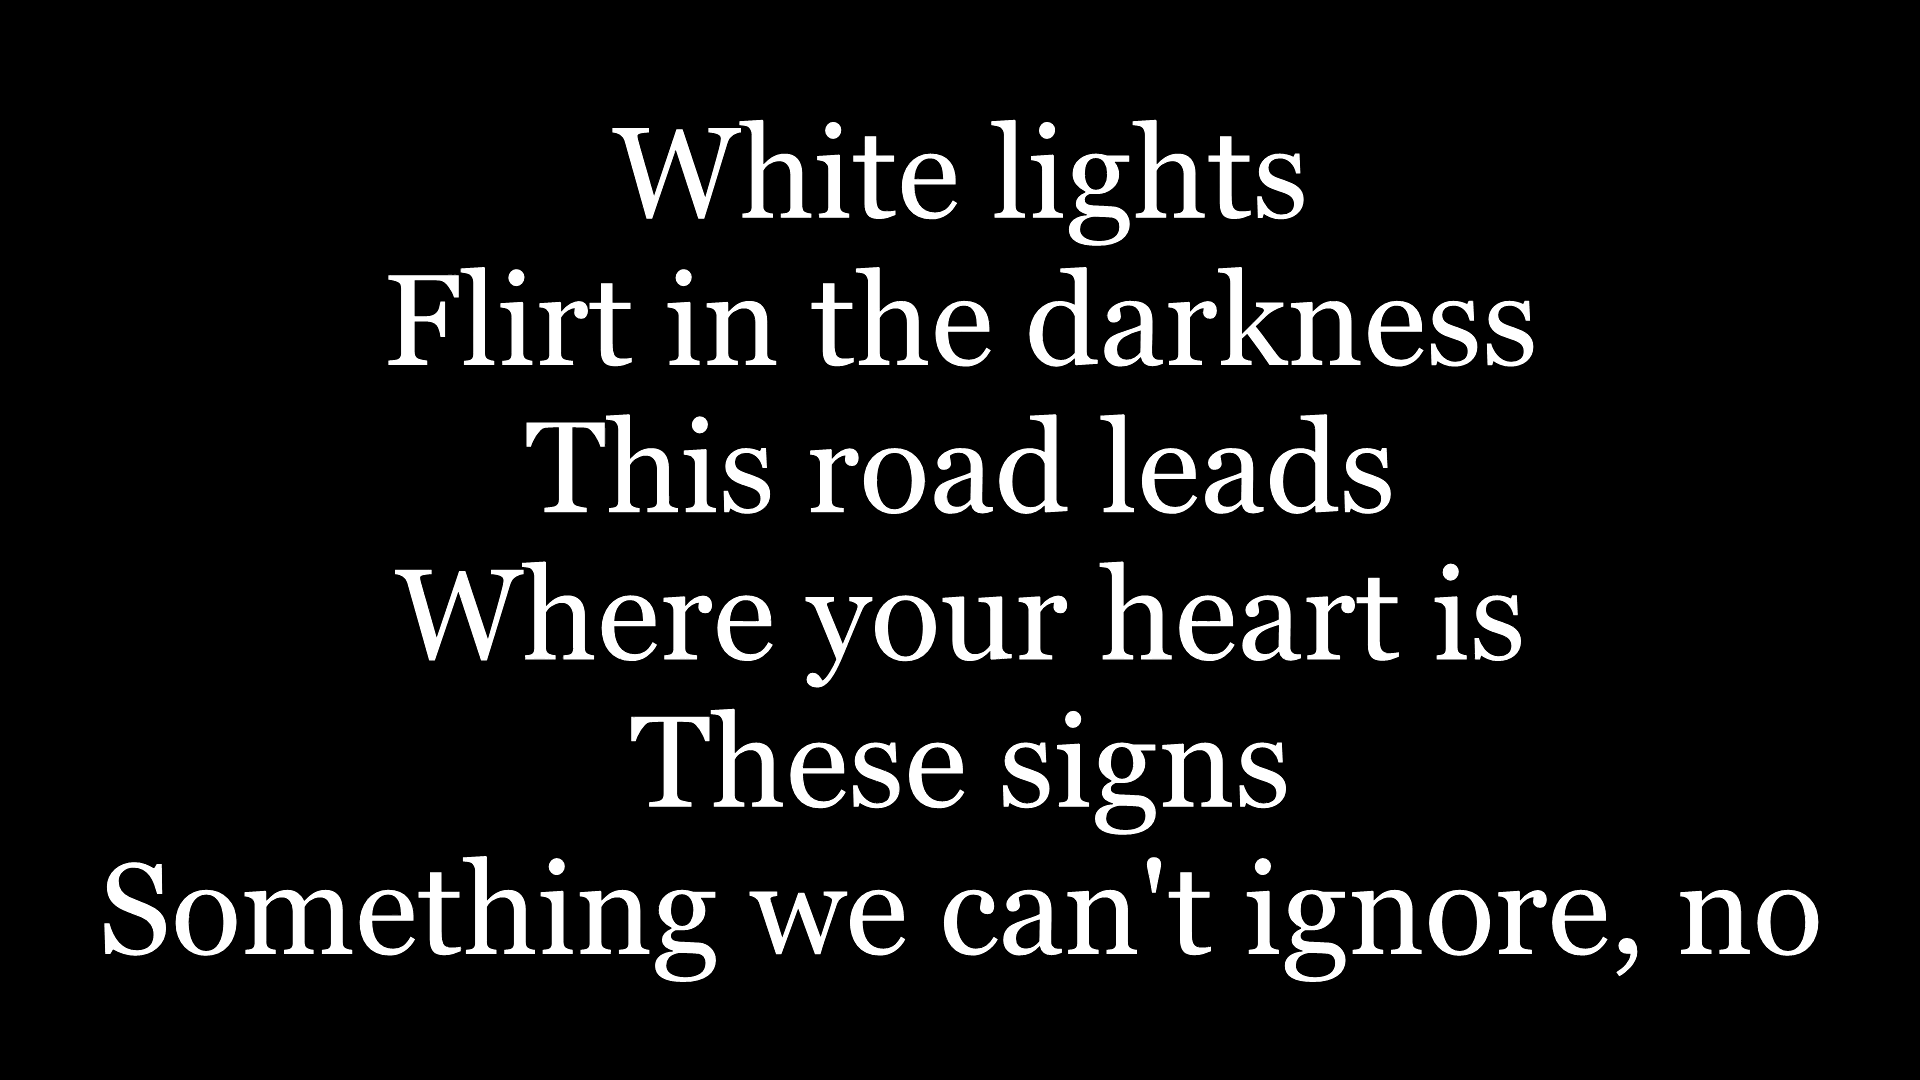 White lights
Flirt in the darkness
This road leads
Where your heart is
These signs
Something we can't ignore, no